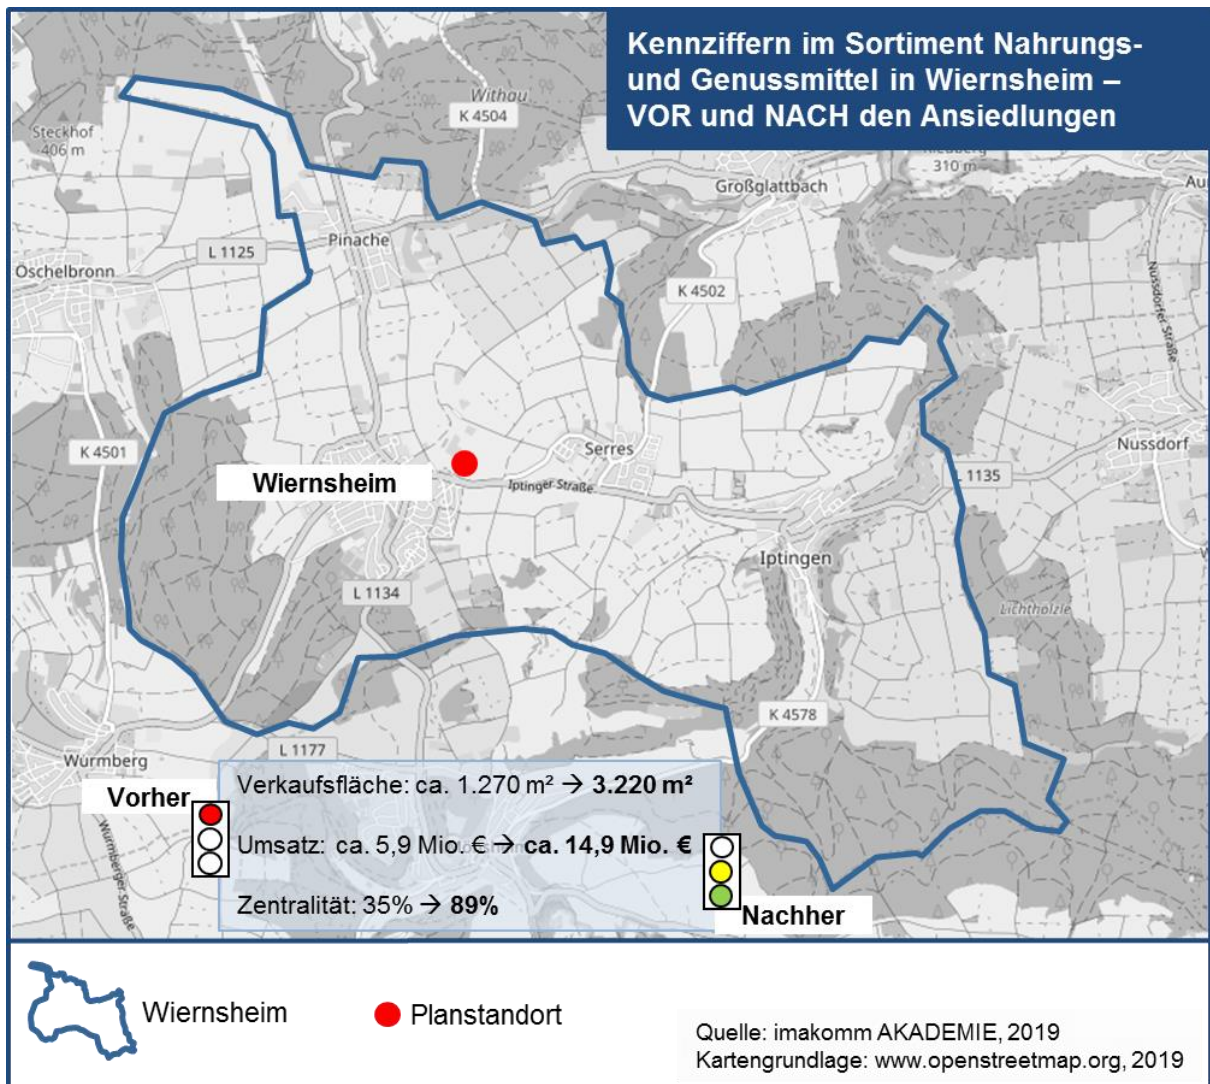 Kennziffern im Sortiment Nahrungs-
und Genussmittel in Wiernsheim –
VOR und NACH den Ansiedlungen
Withau
K 4504
Steckhof
406 m
310 m
Großglattbach
Pinache
L 1125
Öschelbronn
K 4502
Nussdorfer Straße
K 4501
Serres
Nussdorf
Wiernsheim
Iptinger Straße
L 1135
Iptingen
L 1134
Lichthölzle
K 4578
L 1177
Wurmberg
Wurmberger Straße
Vorher
Verkaufsfläche: ca. 1.270 m² → 3.220 m²
Umsatz: ca. 5,9 Mio. € → ca. 14,9 Mio. €
Zentralität: 35% → 89%
Nachher
Wiernsheim
Planstandort
Quelle: imakomm AKADEMIE, 2019
Kartengrundlage: www.openstreetmap.org, 2019